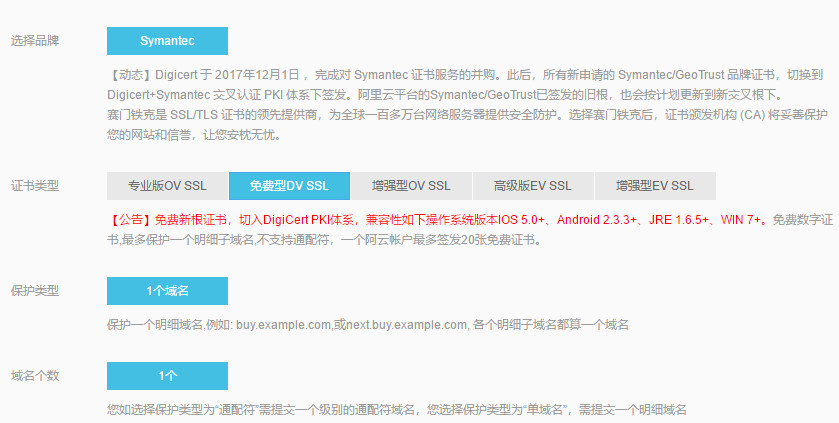 选择品牌 Symantec
【动态】Digicert 于 2017年12月1日 ，完成对 Symantec 证书服务的并购。此后，所有新申请的 Symantec/GeoTrust 品牌证书，切换到
Digicert+Symantec 交叉认证 PKI 体系下签发。阿里云平台的Symantec/GeoTrust已签发的旧根，也会按计划更新到新交叉根下。
赛门铁克是 SSL/TLS 证书的领先提供商，为全球一百多万台网络服务器提供安全防护。选择赛门铁克后，证书颁发机构 (CA) 将妥善保护
您的网站和信誉，让您安枕无忧。
证书类型 专业版OV SSL 免费型DV SSL 增强型OV SSL 高级版EV SSL 增强型EV SSL
【公告】免费新根证书，切入DigiCert PKI体系，兼容性如下操作系统版本IOS 5.0+、Android 2.3.3+、JRE 1.6.5+、WIN 7+。免费数字证
书,最多保护一个明细子域名,不支持通配符，一个阿云帐户最多签发20张免费证书。
保护类型 1个域名
保护一个明细域名,例如: buy.example.com,或next.buy.example.com, 各个明细子域名都算一个域名
域名个数 1个
您如选择保护类型为“通配符”需提交一个级别的通配符域名，您选择保护类型为“单域名”，需提交一个明细域名